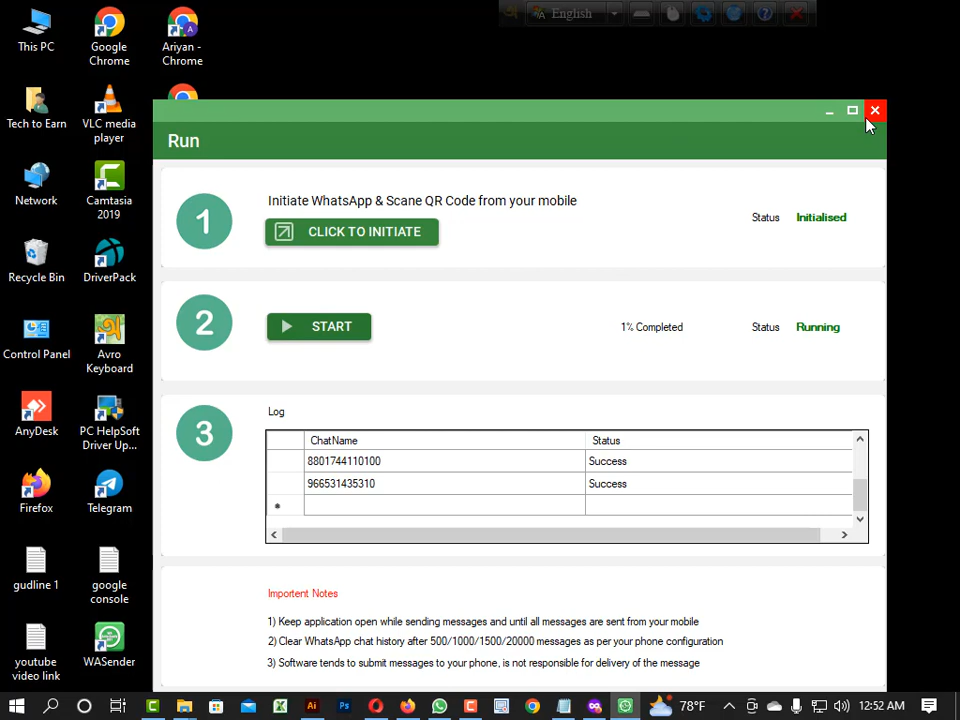 English
This PC
Google
Chrome
Ariyan -
Chrome
Tech to Earn
VLC media
player
Network
Camtasia
2019
Recycle Bin
DriverPack
Control Panel
Avro
Keyboard
AnyDesk
PC HelpSoft
Driver Up...
Firefox
Telegram
gudline 1
google
console
youtube
video link
WASender
Run
1
Initiate WhatsApp & Scane QR Code from your mobile
CLICK TO INITIATE
Status
Initialised
2
START
1% Completed
Status
Running
3
Log
ChatName
Status
8801744110100
Success
966531435310
Success
Importent Notes
1) Keep application open while sending messages and until all messages are sent from your mobile
2) Clear WhatsApp chat history after 500/1000/1500/20000 messages as per your phone configuration
3) Software tends to submit messages to your phone, is not responsible for delivery of the message
78°F
12:52 AM